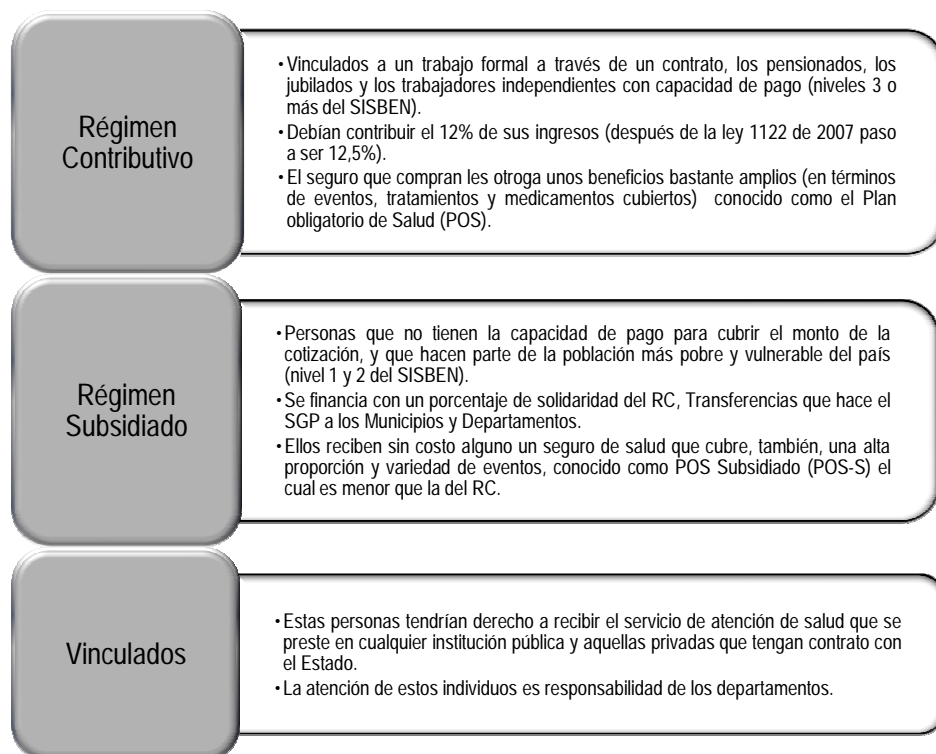 Régimen
Contributivo
•Vinculados a un trabajo formal a través de un contrato, los pensionados, los
jubilados y los trabajadores independientes con capacidad de pago (niveles 3 o
más del SISBEN).
•Debían contribuir el 12% de sus ingresos (después de la ley 1122 de 2007 paso
a ser 12,5%).
•El seguro que compran les otroga unos beneficios bastante amplios (en términos
de eventos, tratamientos y medicamentos cubiertos) conocido como el Plan
obligatorio de Salud (POS).
Régimen
Subsidiado
•Personas que no tienen la capacidad de pago para cubrir el monto de la
cotización, y que hacen parte de la población más pobre y vulnerable del país
(nivel 1 y 2 del SISBEN).
•Se financia con un porcentaje de solidaridad del RC, Transferencias que hace el
SGP a los Municipios y Departamentos.
•Ellos reciben sin costo alguno un seguro de salud que cubre, también, una alta
proporción y variedad de eventos, conocido como POS Subsidiado (POS-S) el
cual es menor que la del RC.
Vinculados
•Estas personas tendrían derecho a recibir el servicio de atención de salud que se
preste en cualquier institución pública y aquellas privadas que tengan contrato con
el Estado.
•La atención de estos individuos es responsabilidad de los departamentos.